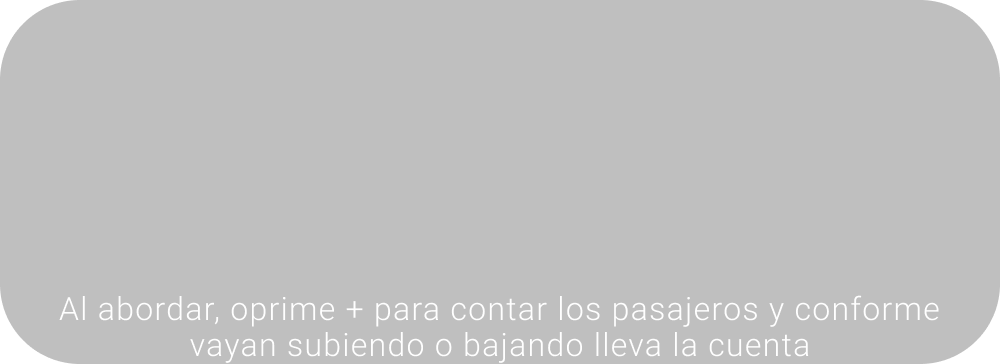 Al abordar, oprime + para contar los pasajeros y conforme
vayan subiendo o bajando lleva la cuenta